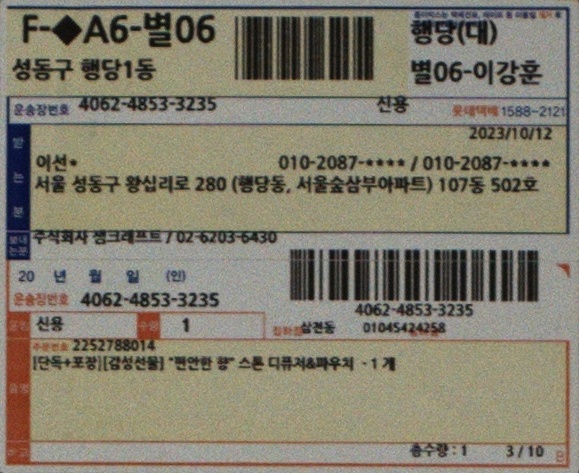 F-◆A6-별06
행당(대)
성동구 행당1동
별06-이강훈
운송장번호 4062-4853-3235 신용 롯데택배 1588-2121
2023/10/12
받는분
이선* 010-2087-**** / 010-2087-****
서울 성동구 왕십리로 280 (행당동, 서울숲삼부아파트) 107동 502호
보내는분 주식회사 샘크래프트 / 02-6203-6430
20 년 월 일 (인)
운송장번호 4062-4853-3235
4062-4853-3235
운임 신용 수량 1 집하점 삼전동 01045424258
주문번호 2252788014
[단독+포장][감성선물] "편안한 향" 스톤 디퓨저&파우치 - 1 개
품명
비고 총수량 : 1 3 / 10